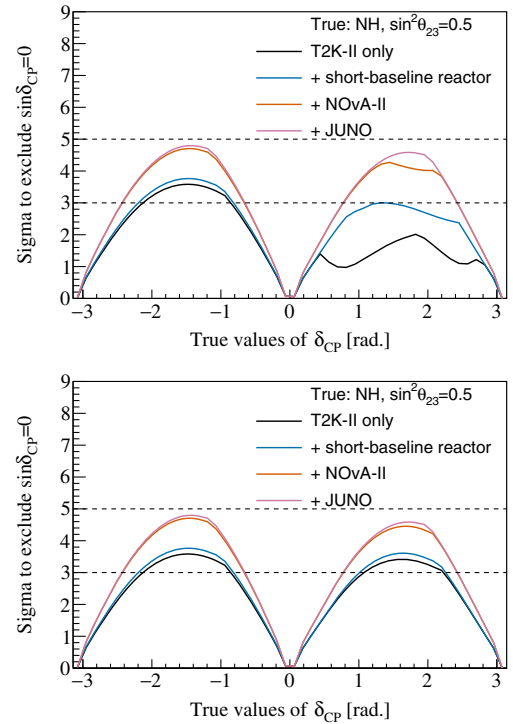 9
8
7
6
5
4
3
2
1
0
Sigma to exclude sinδCP=0
True: NH, sin²θ23=0.5
T2K-II only
+ short-baseline reactor
+ NOvA-II
+ JUNO
−3 −2 −1 0 1 2 3
True values of δCP [rad.]
9
8
7
6
5
4
3
2
1
0
Sigma to exclude sinδCP=0
True: NH, sin²θ23=0.5
T2K-II only
+ short-baseline reactor
+ NOvA-II
+ JUNO
−3 −2 −1 0 1 2 3
True values of δCP [rad.]